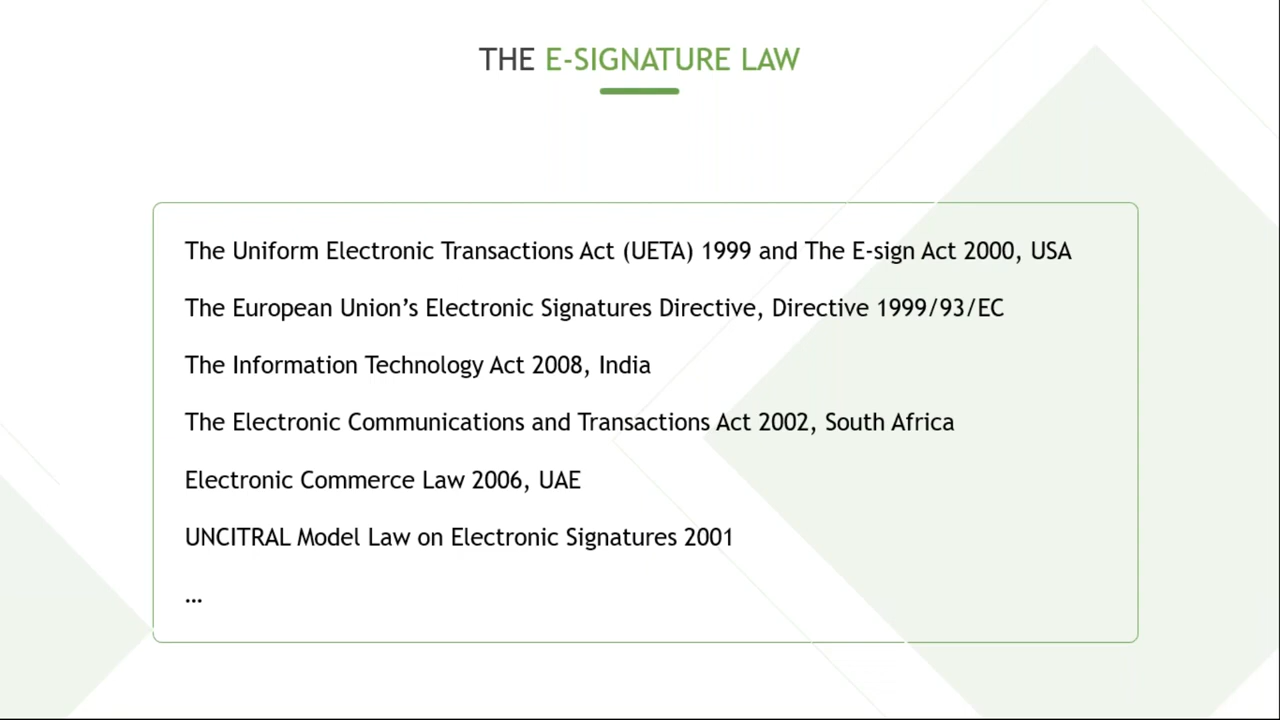 THE E-SIGNATURE LAW
The Uniform Electronic Transactions Act (UETA) 1999 and The E-sign Act 2000, USA
The European Union’s Electronic Signatures Directive, Directive 1999/93/EC
The Information Technology Act 2008, India
The Electronic Communications and Transactions Act 2002, South Africa
Electronic Commerce Law 2006, UAE
UNCITRAL Model Law on Electronic Signatures 2001
…